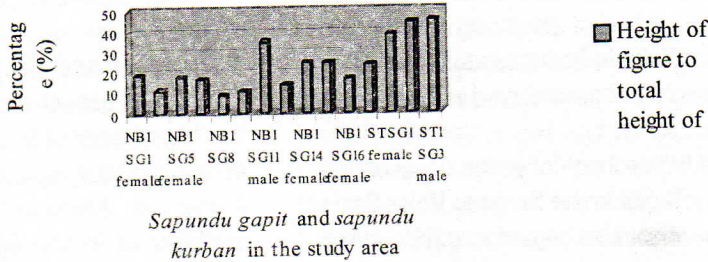 50
40
30
20
10
0
Percentag
e (%)
NB1 NB1 NB1 NB1 NB1 NB1 STSG1 ST1
SG1 SG5 SG8 SG11 SG14 SG16 female SG3
female female male female female male
Height of
figure to
total
height of
Sapundu gapit and sapundu
kurban in the study area